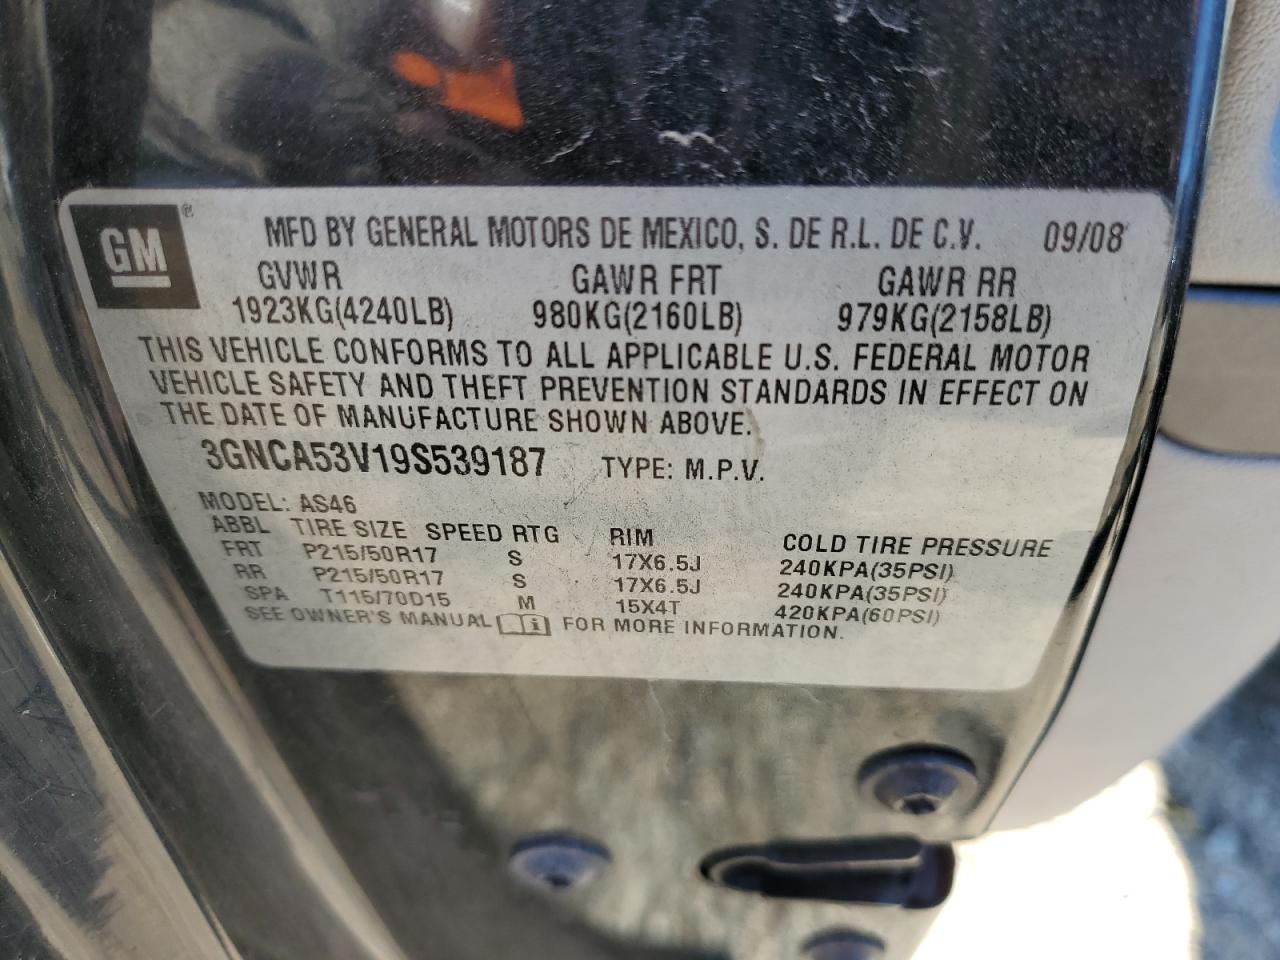 GM® MFD BY GENERAL MOTORS DE MEXICO, S. DE R.L. DE C.V. 09/08
GVWR GAWR FRT GAWR RR
1923KG(4240LB) 980KG(2160LB) 979KG(2158LB)
THIS VEHICLE CONFORMS TO ALL APPLICABLE U.S. FEDERAL MOTOR
VEHICLE SAFETY AND THEFT PREVENTION STANDARDS IN EFFECT ON
THE DATE OF MANUFACTURE SHOWN ABOVE.
3GNCA53V19S539187 TYPE: M.P.V.
MODEL: AS46
ABBL TIRE SIZE SPEED RTG RIM COLD TIRE PRESSURE
FRT P215/50R17 S 17X6.5J 240KPA(35PSI)
RR P215/50R17 S 17X6.5J 240KPA(35PSI)
SPA T115/70D15 M 15X4T 420KPA(60PSI)
SEE OWNER'S MANUAL i FOR MORE INFORMATION.